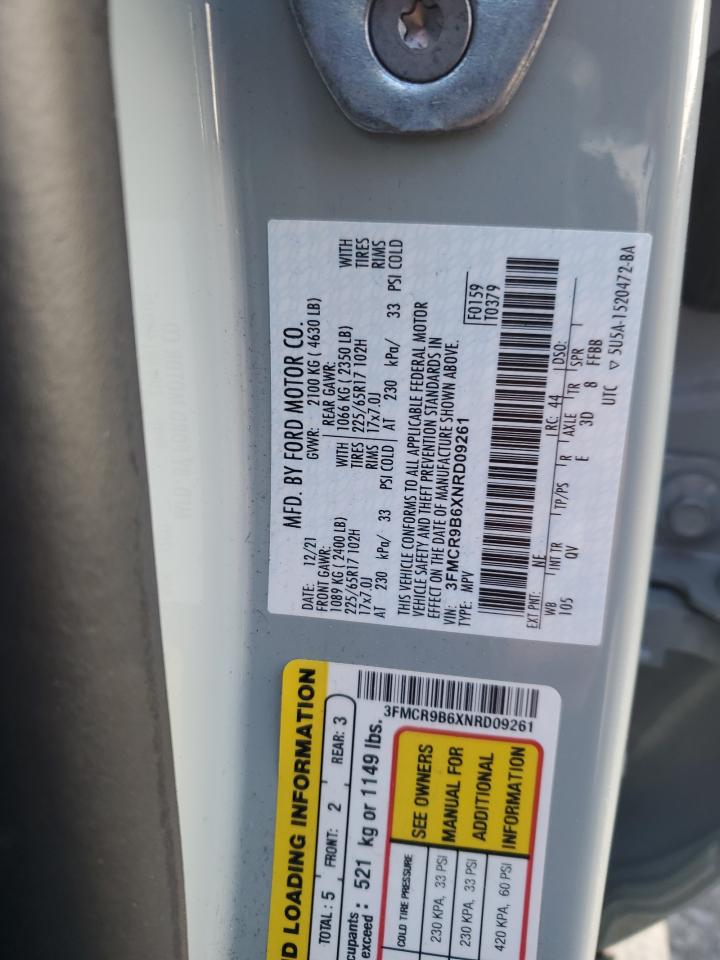 MFD. BY FORD MOTOR CO.
DATE: 12/21
GVWR: 2100 KG ( 4630 LB)
FRONT GAWR:
REAR GAWR:
1089 KG ( 2400 LB) WITH
1066 KG ( 2350 LB) WITH
225/65R17 102H TIRES
225/65R17 102H TIRES
17x7.0J RIMS
17x7.0J RIMS
AT 230 kPa/ 33 PSI COLD
AT 230 kPa/ 33 PSI COLD
THIS VEHICLE CONFORMS TO ALL APPLICABLE FEDERAL MOTOR
VEHICLE SAFETY AND THEFT PREVENTION STANDARDS IN
EFFECT ON THE DATE OF MANUFACTURE SHOWN ABOVE.
VIN: 3FMCR9B6XNRD09261
TYPE: MPV
F0159
T0379
EXT PNT: NE RC: 44 DSO:
WB INT TR TP/PS R AXLE TR SPR
105 QV E 3D 8 FFBB
UTC ▽ 5U5A-1520472-BA
LOADING INFORMATION
TOTAL : 5 FRONT: 2 REAR: 3
exceed : 521 kg or 1149 lbs.
3FMCR9B6XNRD09261
COLD TIRE PRESSURE
230 KPA, 33 PSI
230 KPA, 33 PSI
420 KPA, 60 PSI
SEE OWNERS
MANUAL FOR
ADDITIONAL
INFORMATION